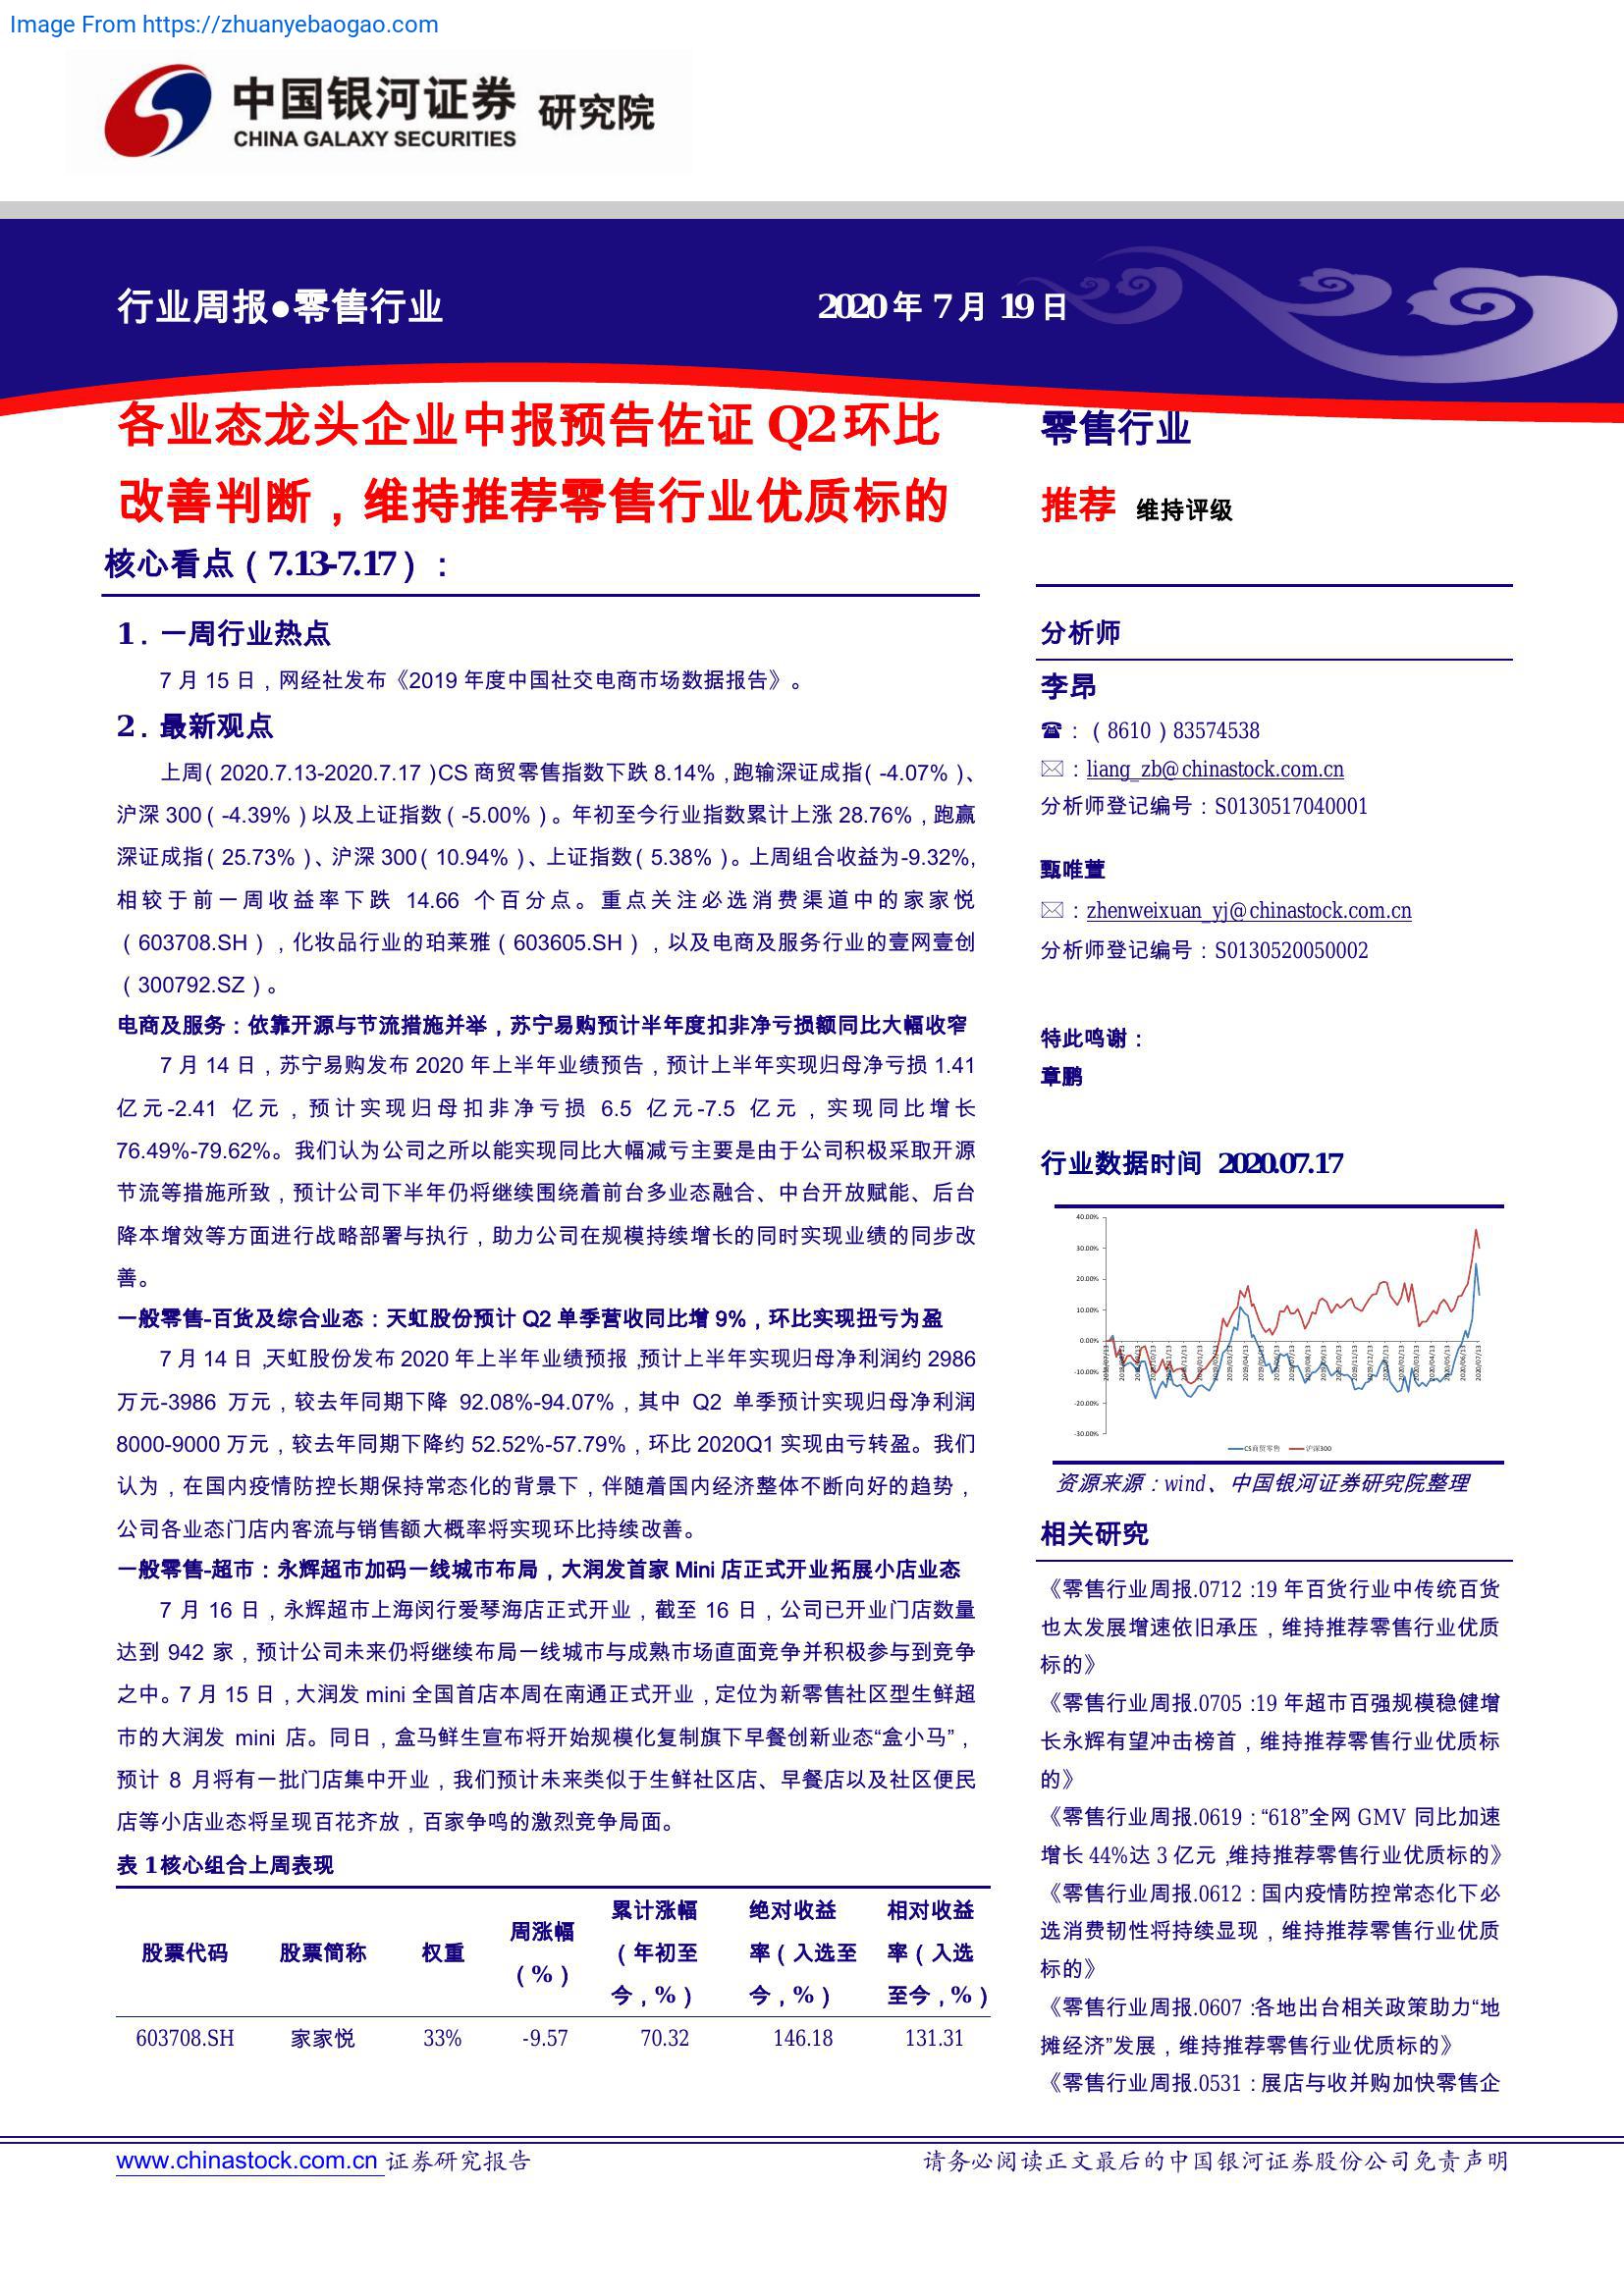 Image From https://zhuanyebaogao.com
中国银河证券 研究院
CHINA GALAXY SECURITIES
行业周报●零售行业
2020 年 7 月 19 日
各业态龙头企业中报预告佐证 Q2 环比
改善判断，维持推荐零售行业优质标的
核心看点（7.13-7.17）：
1. 一周行业热点
7 月 15 日，网经社发布《2019 年度中国社交电商市场数据报告》。
2. 最新观点
上周（2020.7.13-2020.7.17）CS 商贸零售指数下跌 8.14%，跑输深证成指（-4.07%）、
沪深 300（-4.39%）以及上证指数（-5.00%）。年初至今行业指数累计上涨 28.76%，跑赢
深证成指（25.73%）、沪深 300（10.94%）、上证指数（5.38%）。上周组合收益为-9.32%,
相较于前一周收益率下跌 14.66 个百分点。重点关注必选消费渠道中的家家悦
（603708.SH），化妆品行业的珀莱雅（603605.SH），以及电商及服务行业的壹网壹创
（300792.SZ）。
电商及服务：依靠开源与节流措施并举，苏宁易购预计半年度扣非净亏损额同比大幅收窄
7 月 14 日，苏宁易购发布 2020 年上半年业绩预告，预计上半年实现归母净亏损 1.41
亿元-2.41 亿元，预计实现归母扣非净亏损 6.5 亿元-7.5 亿元，实现同比增长
76.49%-79.62%。我们认为公司之所以能实现同比大幅减亏主要是由于公司积极采取开源
节流等措施所致，预计公司下半年仍将继续围绕着前台多业态融合、中台开放赋能、后台
降本增效等方面进行战略部署与执行，助力公司在规模持续增长的同时实现业绩的同步改
善。
一般零售-百货及综合业态：天虹股份预计 Q2 单季营收同比增 9%，环比实现扭亏为盈
7 月 14 日，天虹股份发布 2020 年上半年业绩预报，预计上半年实现归母净利润约 2986
万元-3986 万元，较去年同期下降 92.08%-94.07%，其中 Q2 单季预计实现归母净利润
8000-9000 万元，较去年同期下降约 52.52%-57.79%，环比 2020Q1 实现由亏转盈。我们
认为，在国内疫情防控长期保持常态化的背景下，伴随着国内经济整体不断向好的趋势，
公司各业态门店内客流与销售额大概率将实现环比持续改善。
一般零售-超市：永辉超市加码一线城市布局，大润发首家 Mini 店正式开业拓展小店业态
7 月 16 日，永辉超市上海闵行爱琴海店正式开业，截至 16 日，公司已开业门店数量
达到 942 家，预计公司未来仍将继续布局一线城市与成熟市场直面竞争并积极参与到竞争
之中。7 月 15 日，大润发 mini 全国首店本周在南通正式开业，定位为新零售社区型生鲜超
市的大润发 mini 店。同日，盒马鲜生宣布将开始规模化复制旗下早餐创新业态“盒小马”，
预计 8 月将有一批门店集中开业，我们预计未来类似于生鲜社区店、早餐店以及社区便民
店等小店业态将呈现百花齐放，百家争鸣的激烈竞争局面。
表 1 核心组合上周表现
股票代码 股票简称 权重 周涨幅（%） 累计涨幅（年初至今，%） 绝对收益率（入选至今，%） 相对收益率（入选至今，%）
603708.SH 家家悦 33% -9.57 70.32 146.18 131.31
零售行业
推荐 维持评级
分析师
李昂
☎：（8610）83574538
✉：liang_zb@chinastock.com.cn
分析师登记编号：S0130517040001
甄唯萱
✉：zhenweixuan_yj@chinastock.com.cn
分析师登记编号：S0130520050002
特此鸣谢：
章鹏
行业数据时间 2020.07.17
40.00%
30.00%
20.00%
10.00%
0.00%
-10.00%
-20.00%
-30.00%
CS商贸零售 沪深300
资源来源：wind、中国银河证券研究院整理
相关研究
《零售行业周报.0712：19 年百货行业中传统百货
也太发展增速依旧承压，维持推荐零售行业优质
标的》
《零售行业周报.0705：19 年超市百强规模稳健增
长永辉有望冲击榜首，维持推荐零售行业优质标
的》
《零售行业周报.0619：“618”全网 GMV 同比加速
增长 44%达 3 亿元，维持推荐零售行业优质标的》
《零售行业周报.0612：国内疫情防控常态化下必
选消费韧性将持续显现，维持推荐零售行业优质
标的》
《零售行业周报.0607：各地出台相关政策助力“地
摊经济”发展，维持推荐零售行业优质标的》
《零售行业周报.0531：展店与收并购加快零售企
www.chinastock.com.cn 证券研究报告
请务必阅读正文最后的中国银河证券股份公司免责声明